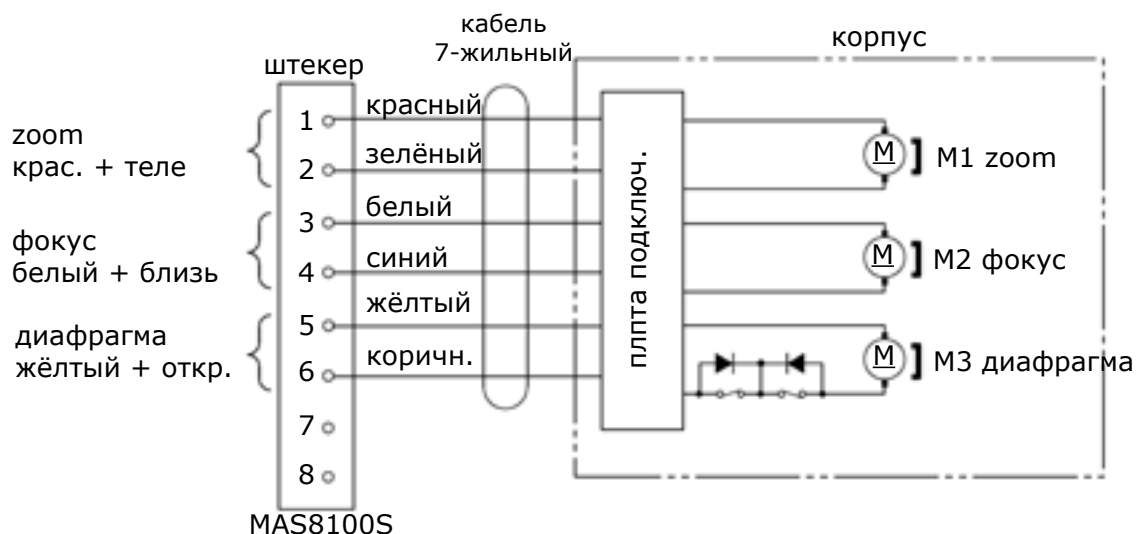 кабель
7-жильный
корпус
штекер
zoom
крас. + теле
фокус
белый + близь
диафрагма
жёлтый + откр.
1
2
3
4
5
6
7
8
красный
зелёный
белый
синий
жёлтый
коричн.
плпта подключ.
M
M1 zoom
M
M2 фокус
M
M3 диафрагма
MAS8100S